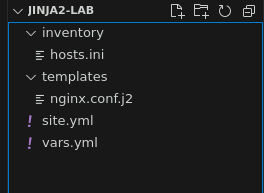 JINJA2-LAB
inventory
hosts.ini
templates
nginx.conf.j2
! site.yml
! vars.yml